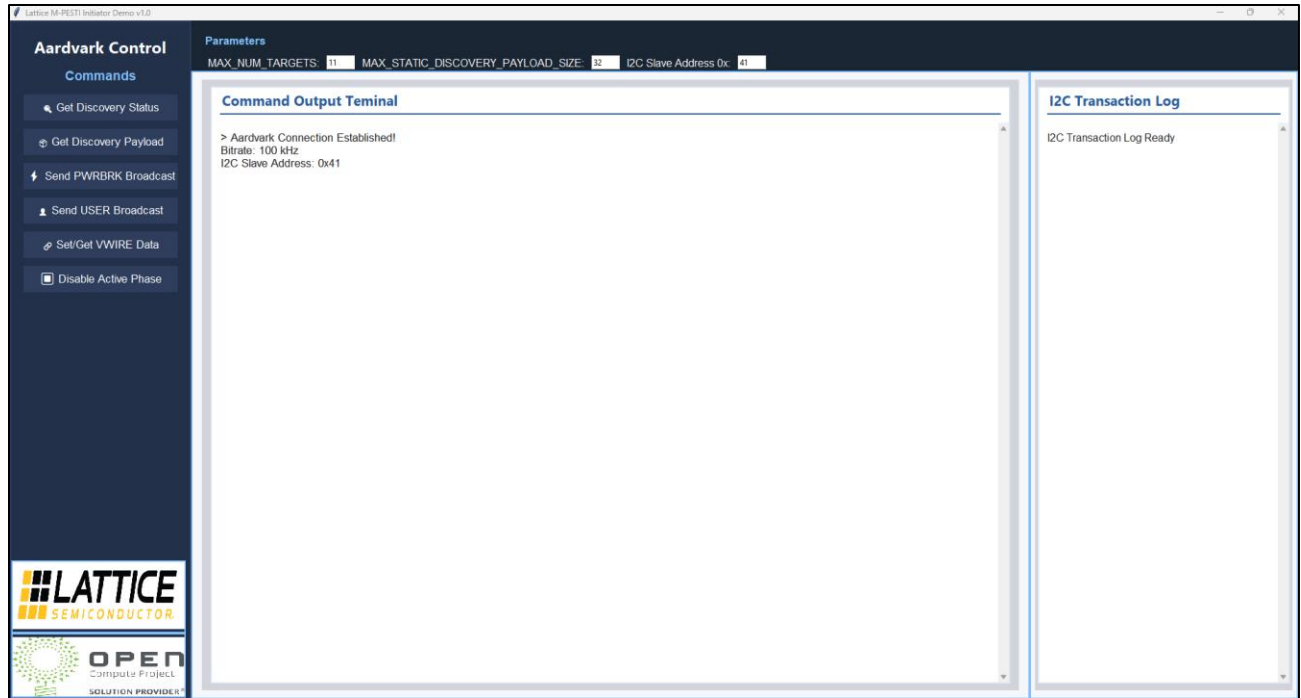 Lattice M-PESTI Initiator Demo v1.0
Aardvark Control
Commands
Get Discovery Status
Get Discovery Payload
Send PWRBRK Broadcast
Send USER Broadcast
Set/Get VWIRE Data
Disable Active Phase
LATTICE
SEMICONDUCTOR
OPEN
Compute Project
SOLUTION PROVIDER®
Parameters
MAX_NUM_TARGETS: 11 MAX_STATIC_DISCOVERY_PAYLOAD_SIZE: 32 I2C Slave Address 0x: 41
Command Output Teminal
> Aardvark Connection Established!
Bitrate: 100 kHz
I2C Slave Address: 0x41
I2C Transaction Log
I2C Transaction Log Ready